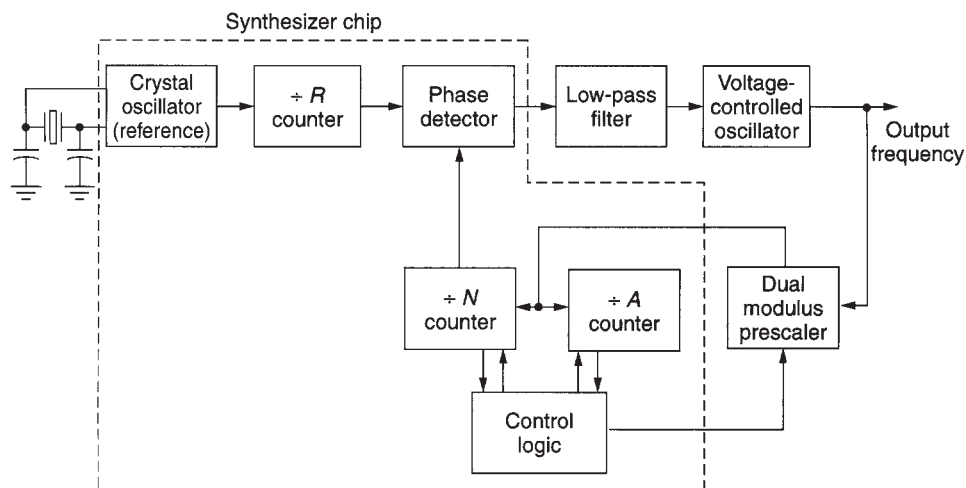 Synthesizer chip
Crystal
oscillator
(reference)
÷ R
counter
Phase
detector
Low-pass
filter
Voltage-
controlled
oscillator
Output
frequency
÷ N
counter
÷ A
counter
Dual
modulus
prescaler
Control
logic